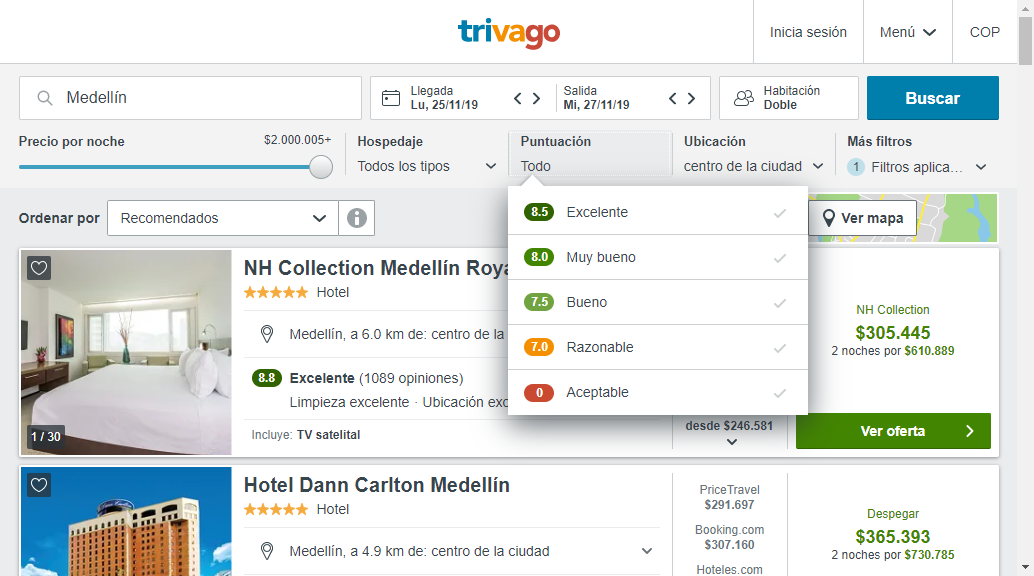 trivago
Inicia sesión
Menú
COP
Medellín
Llegada
Lu, 25/11/19
Salida
Mi, 27/11/19
Habitación
Doble
Buscar
Precio por noche
$2.000.005+
Hospedaje
Todos los tipos
Puntuación
Todo
Ubicación
centro de la ciudad
Más filtros
1 Filtros aplica...
Ordenar por
Recomendados
8.5 Excelente
8.0 Muy bueno
7.5 Bueno
7.0 Razonable
0 Aceptable
Ver mapa
NH Collection Medellín Roya
Hotel
Medellín, a 6.0 km de: centro de la
8.8 Excelente (1089 opiniones)
Limpieza excelente · Ubicación exc
Incluye: TV satelital
1 / 30
desde $246.581
NH Collection
$305.445
2 noches por $610.889
Ver oferta
Hotel Dann Carlton Medellín
Hotel
Medellín, a 4.9 km de: centro de la ciudad
PriceTravel
$291.697
Booking.com
$307.160
Hoteles.com
Despegar
$365.393
2 noches por $730.785